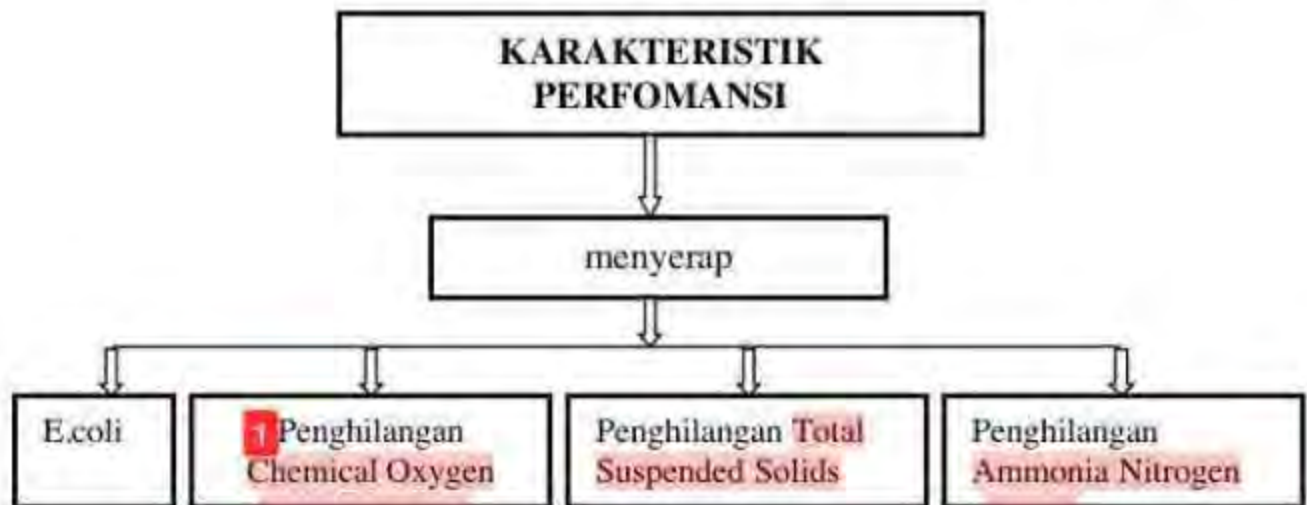 KARAKTERISTIK
PERFOMANSI
menyerap
E.coli
1 Penghilangan
Chemical Oxygen
Penghilangan Total
Suspended Solids
Penghilangan
Ammonia Nitrogen